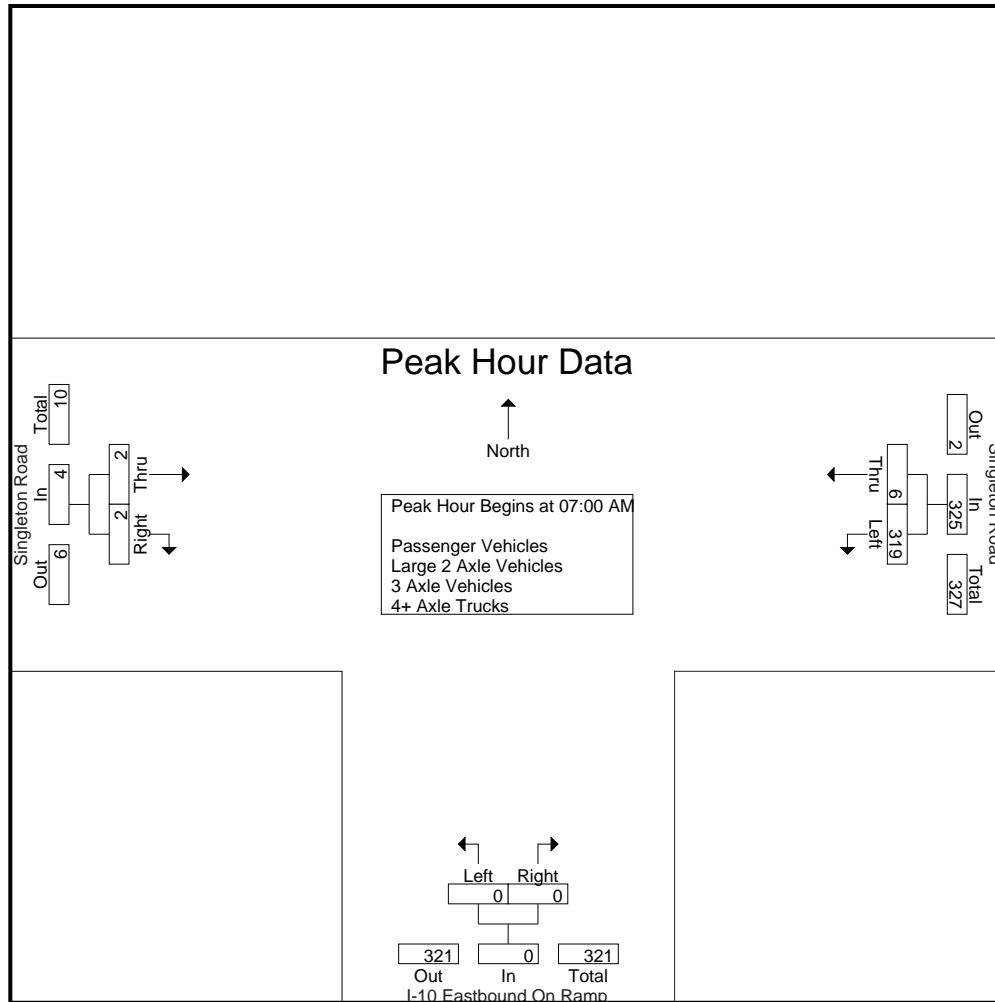 Peak Hour Data
North
Peak Hour Begins at 07:00 AM
Passenger Vehicles
Large 2 Axle Vehicles
3 Axle Vehicles
4+ Axle Trucks
Singleton Road
Out In Total
6 4 10
Right Thru
2 2
Singleton Road
Out In Total
2 325 327
Thru Left
6 319
Left Right
0 0
321 0 321
Out In Total
I-10 Eastbound On Ramp